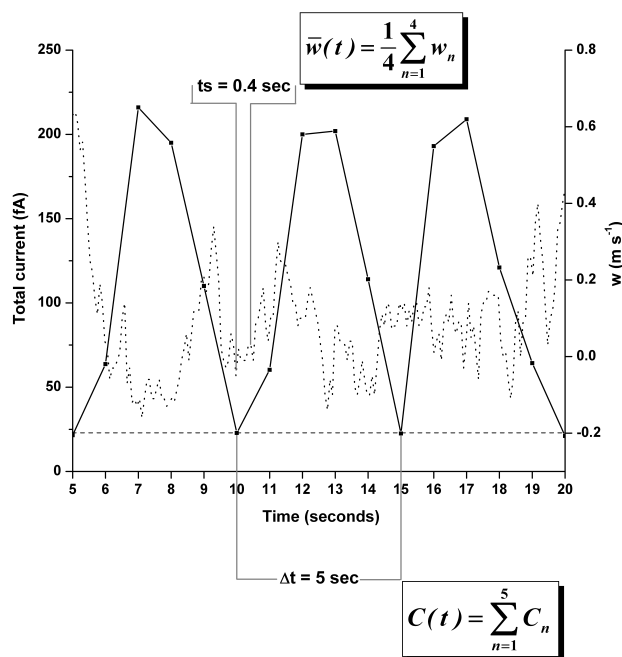 w̄(t) = 1/4 ∑_{n=1}^{4} w_n
ts = 0.4 sec
250
200
150
100
50
0
Total current (fA)
0.8
0.6
0.4
0.2
0.0
-0.2
w (m s⁻¹)
5 6 7 8 9 10 11 12 13 14 15 16 17 18 19 20
Time (seconds)
Δt = 5 sec
C(t) = ∑_{n=1}^{5} C_n